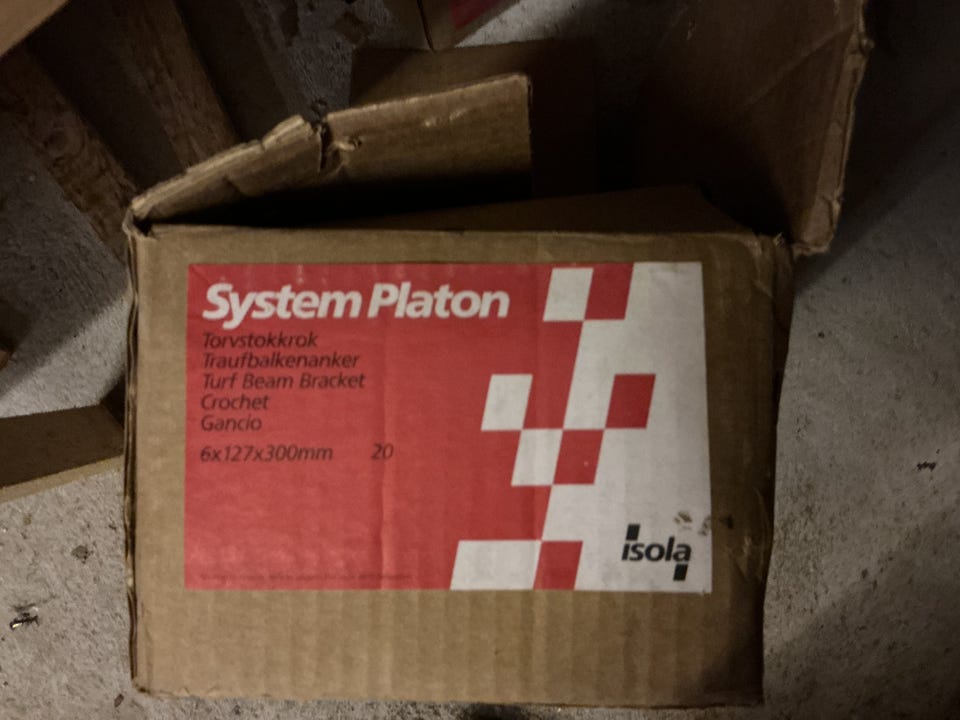 System Platon
Torvstokkrok
Traufbalkenanker
Turf Beam Bracket
Crochet
Gancio
6x127x300mm 20
isola